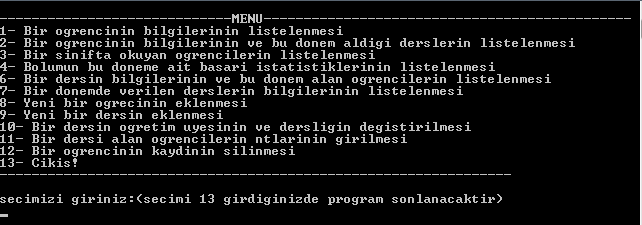 --------------------------------MENU---------------------------------------------------
1- Bir ogrencinin bilgilerinin listelenmesi
2- Bir ogrencinin bilgilerinin ve bu donem aldigi derslerin listelenmesi
3- Bir sinifta okuyan ogrencilerin listelenmesi
4- Bolumun bu doneme ait basari istatistiklerinin listelenmesi
6- Bir dersin bilgilerinin ve bu donem alan ogrencilerin listelenmesi
7- Bir donemde verilen derslerin bilgilerinin listelenmesi
8- Yeni bir ogrecinin eklenmesi
9- Yeni bir dersin eklenmesi
10- Bir dersin ogretim uyesinin ve dersligin degistirilmesi
11- Bir dersi alan ogrencilerin ntlarinin girilmesi
12- Bir ogrencinin kaydinin silinmesi
13- Cikis!
----------------------------------------------------------------------
secimizi giriniz:(secimi 13 girdiginizde program sonlanacaktir)